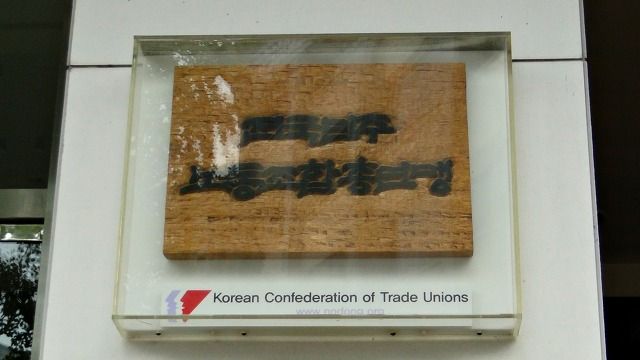 전국민주
노동조합총연맹
Korean Confederation of Trade Unions
www.nodong.org